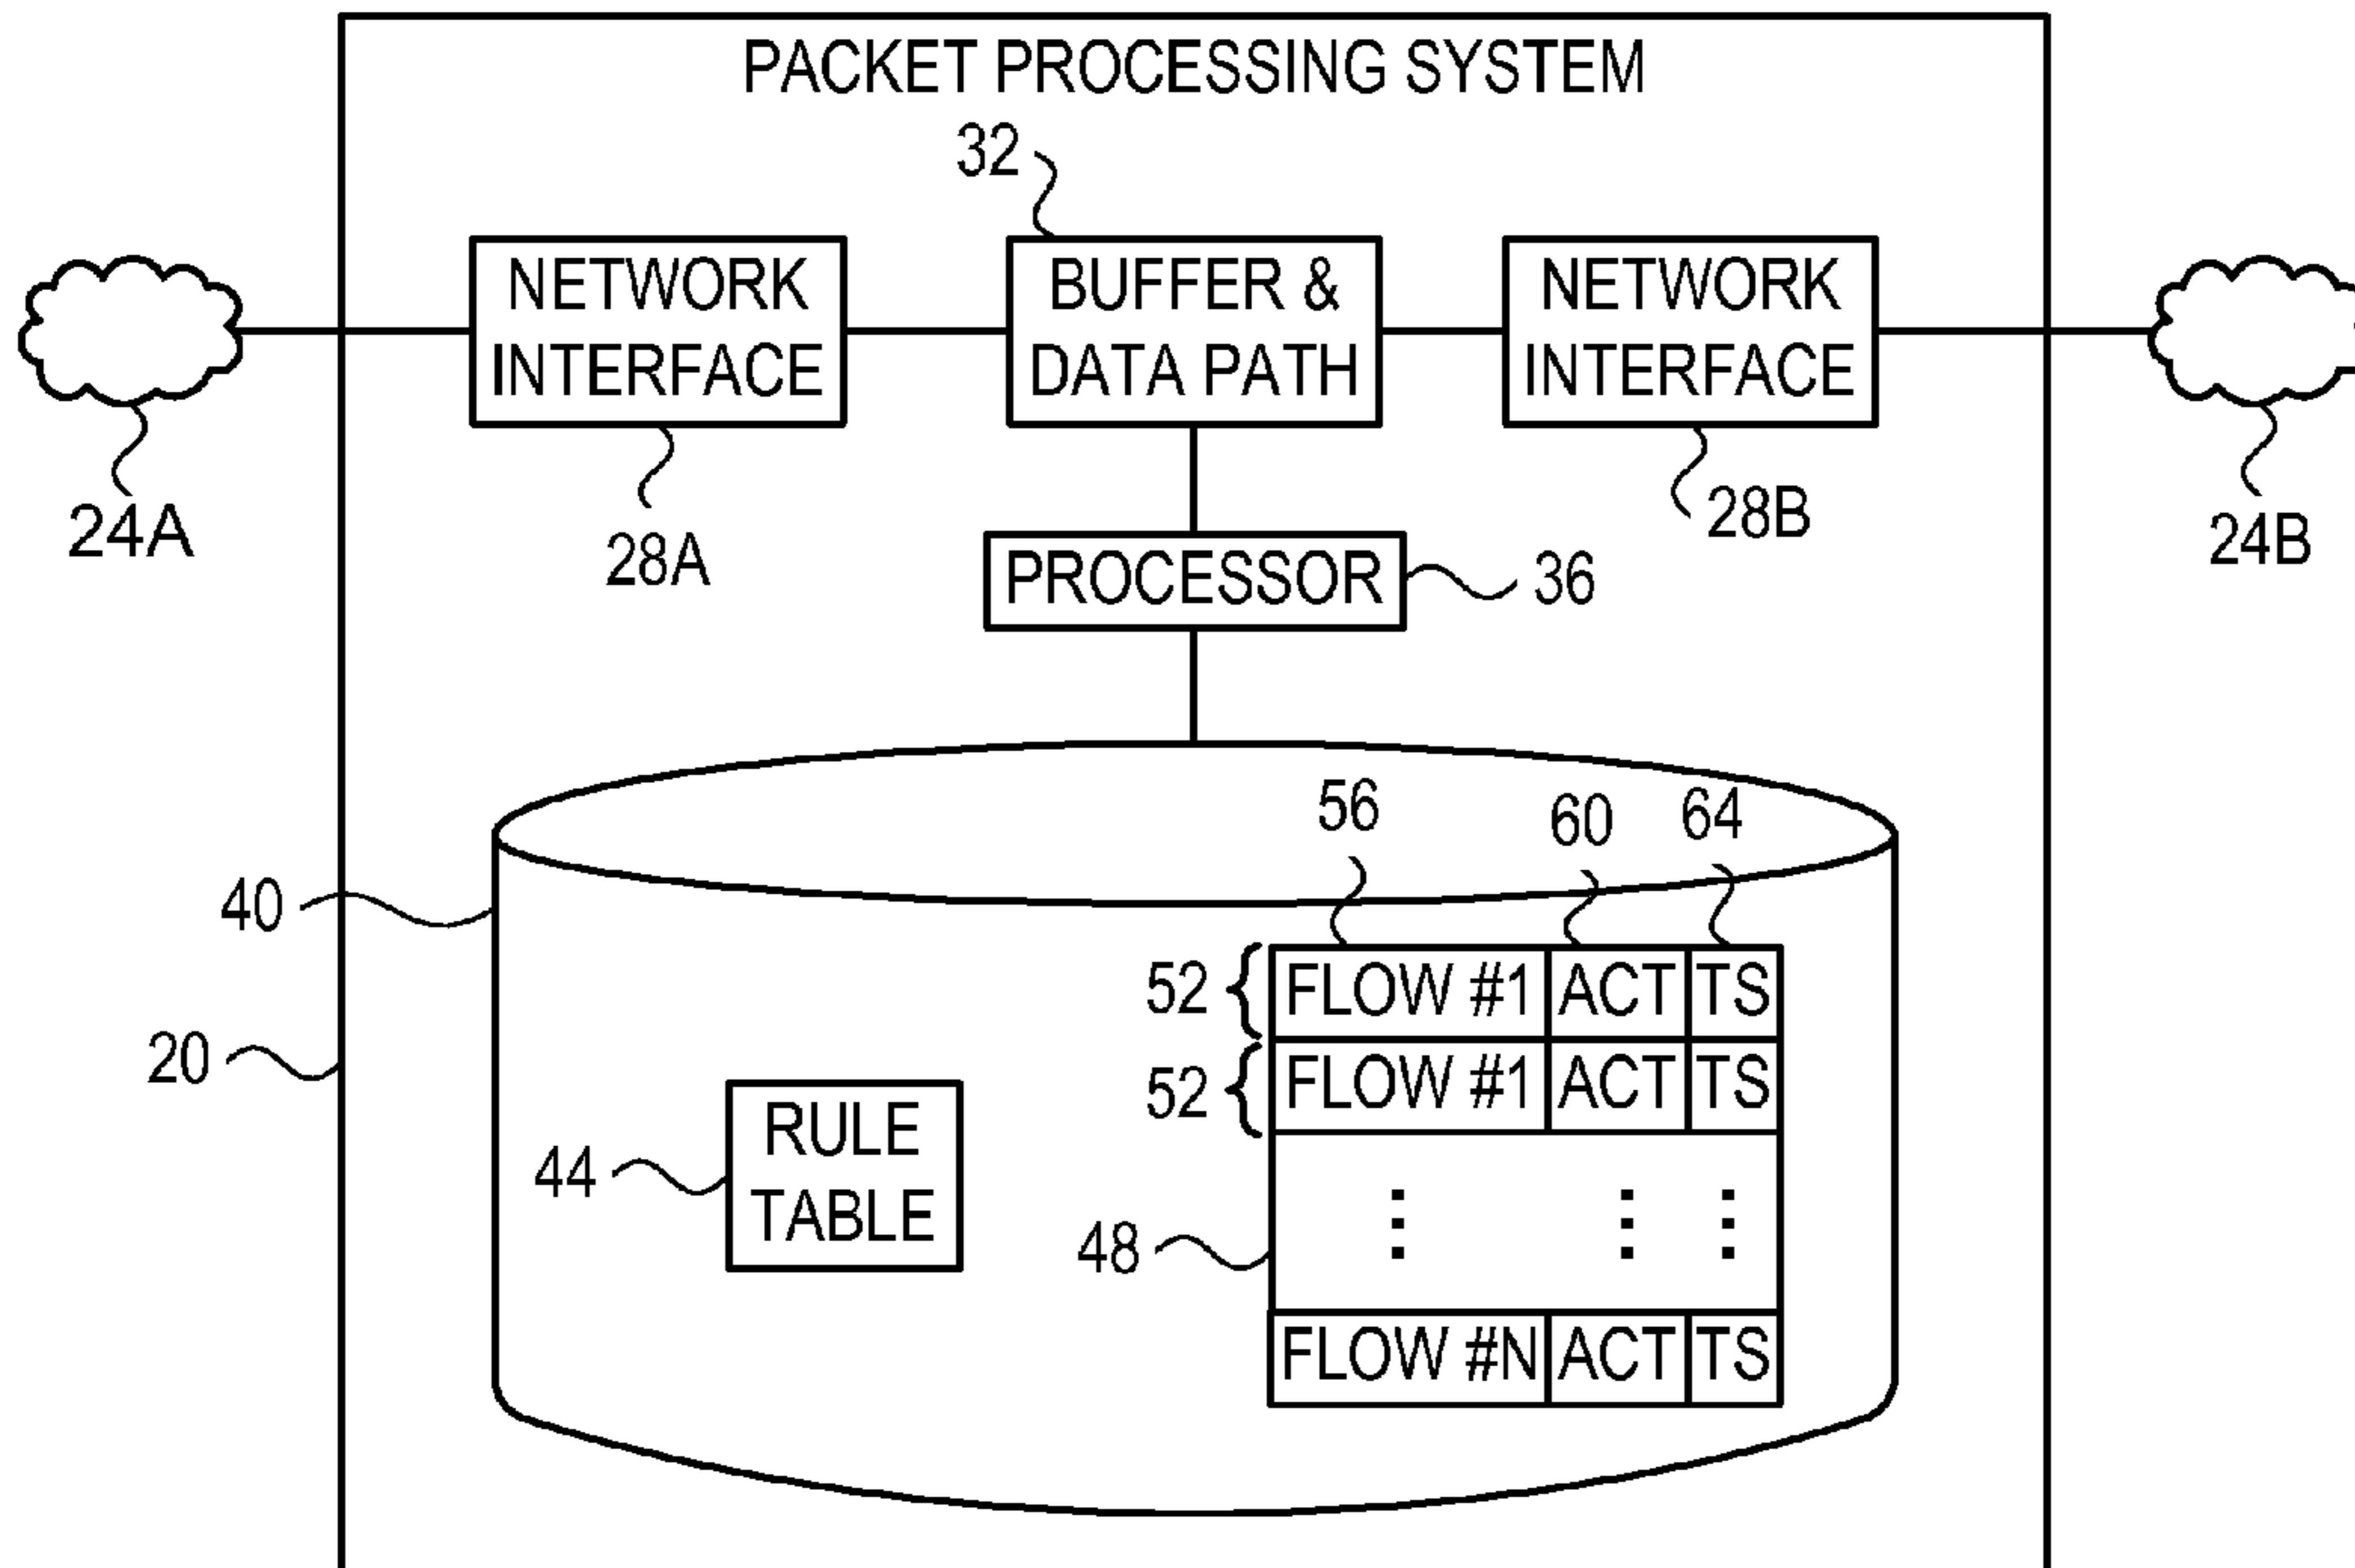 PACKET PROCESSING SYSTEM
32
NETWORK
INTERFACE
BUFFER &
DATA PATH
NETWORK
INTERFACE
24A
28A
28B
24B
PROCESSOR
36
56
60
64
40
52
FLOW #1 ACT TS
20
52
FLOW #1 ACT TS
44
RULE
TABLE
48
FLOW #N ACT TS